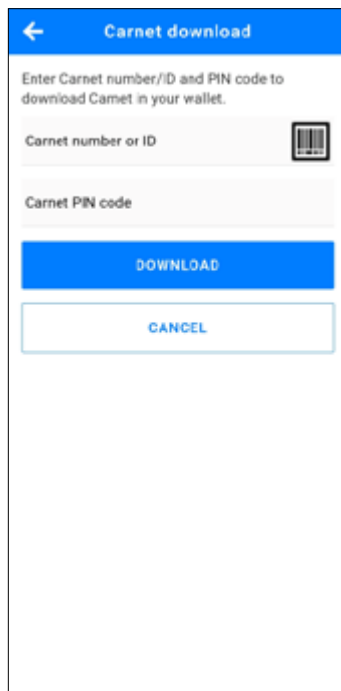 Carnet download
Enter Carnet number/ID and PIN code to
download Carnet in your wallet.
Carnet number or ID
Carnet PIN code
DOWNLOAD
CANCEL